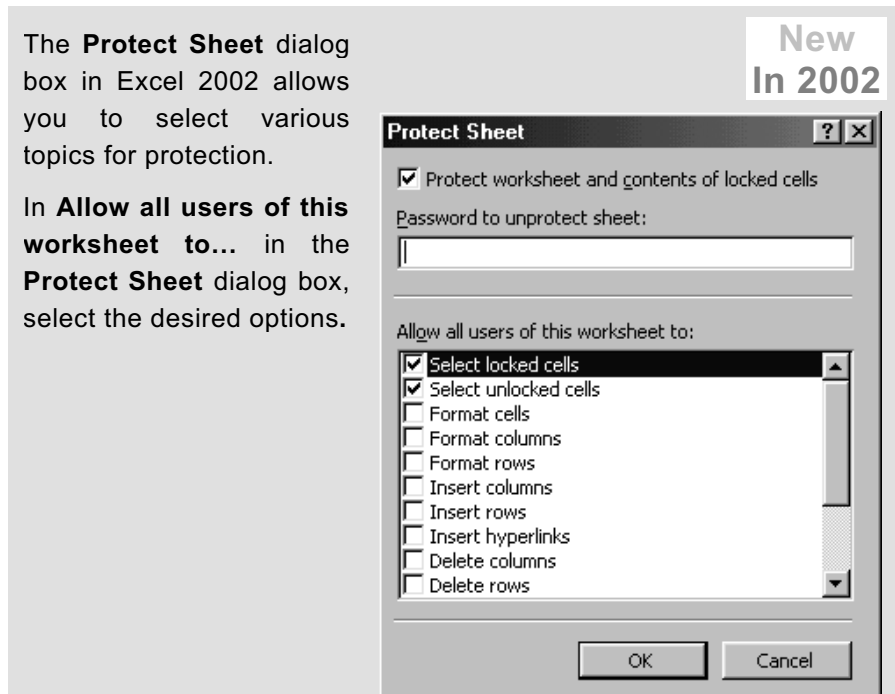 The Protect Sheet dialog
box in Excel 2002 allows
you to select various
topics for protection.
In Allow all users of this
worksheet to... in the
Protect Sheet dialog box,
select the desired options.
New
In 2002
Protect Sheet
Protect worksheet and contents of locked cells
Password to unprotect sheet:
Allow all users of this worksheet to:
Select locked cells
Select unlocked cells
Format cells
Format columns
Format rows
Insert columns
Insert rows
Insert hyperlinks
Delete columns
Delete rows
OK Cancel